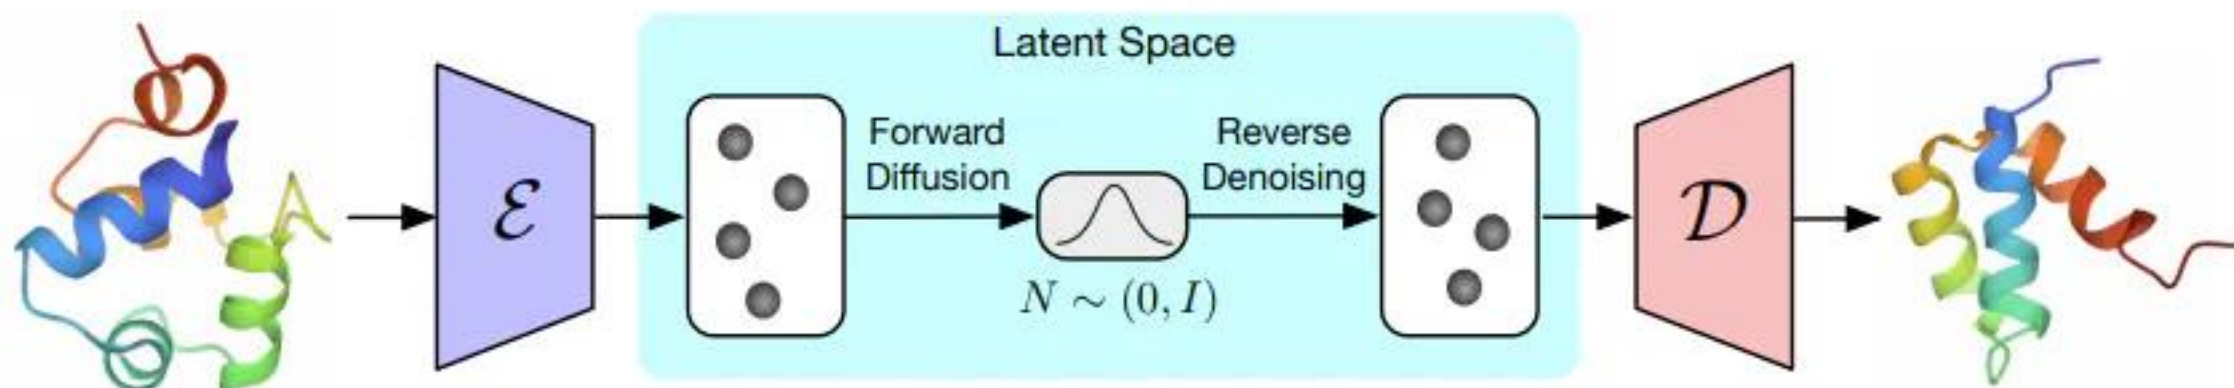 Latent Space
Forward
Diffusion
Reverse
Denoising
ℰ
𝒟
N ∼ (0, I)